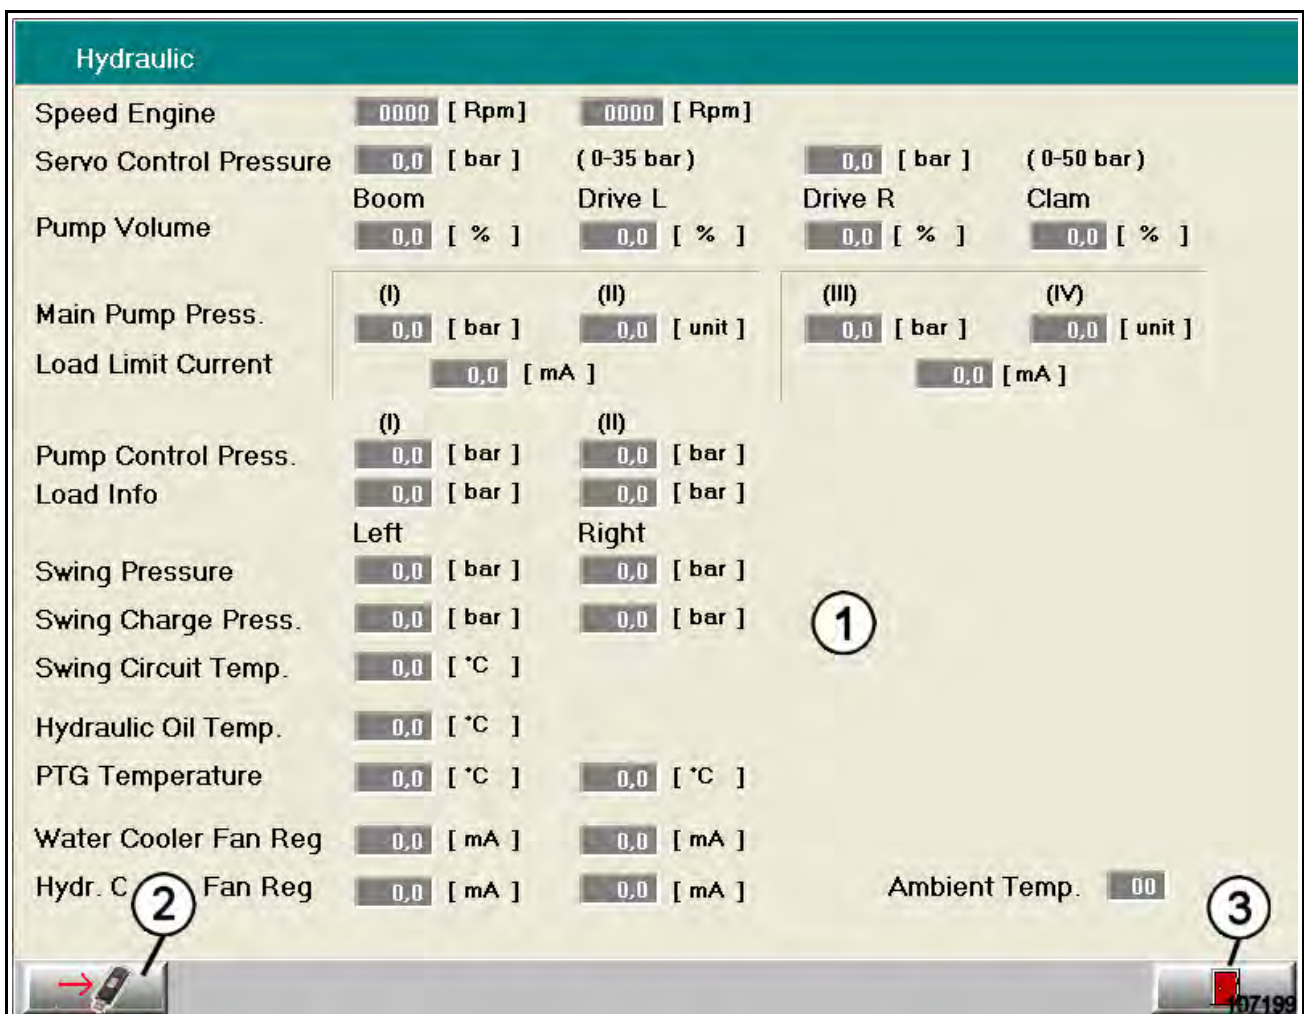 Hydraulic
Speed Engine 0000 [ Rpm ] 0000 [ Rpm ]
Servo Control Pressure 0,0 [ bar ] ( 0-35 bar ) 0,0 [ bar ] ( 0-50 bar )
Boom Drive L Drive R Clam
Pump Volume 0,0 [ % ] 0,0 [ % ] 0,0 [ % ] 0,0 [ % ]
(I) (II) (III) (IV)
Main Pump Press. 0,0 [ bar ] 0,0 [ unit ] 0,0 [ bar ] 0,0 [ unit ]
Load Limit Current 0,0 [ mA ] 0,0 [ mA ]
(I) (II)
Pump Control Press. 0,0 [ bar ] 0,0 [ bar ]
Load Info 0,0 [ bar ] 0,0 [ bar ]
Left Right
Swing Pressure 0,0 [ bar ] 0,0 [ bar ]
Swing Charge Press. 0,0 [ bar ] 0,0 [ bar ] 1
Swing Circuit Temp. 0,0 [ °C ]
Hydraulic Oil Temp. 0,0 [ °C ]
PTG Temperature 0,0 [ °C ] 0,0 [ °C ]
Water Cooler Fan Reg 0,0 [ mA ] 0,0 [ mA ]
Hydr. C 2 Fan Reg 0,0 [ mA ] 0,0 [ mA ] Ambient Temp. 00 3
107199